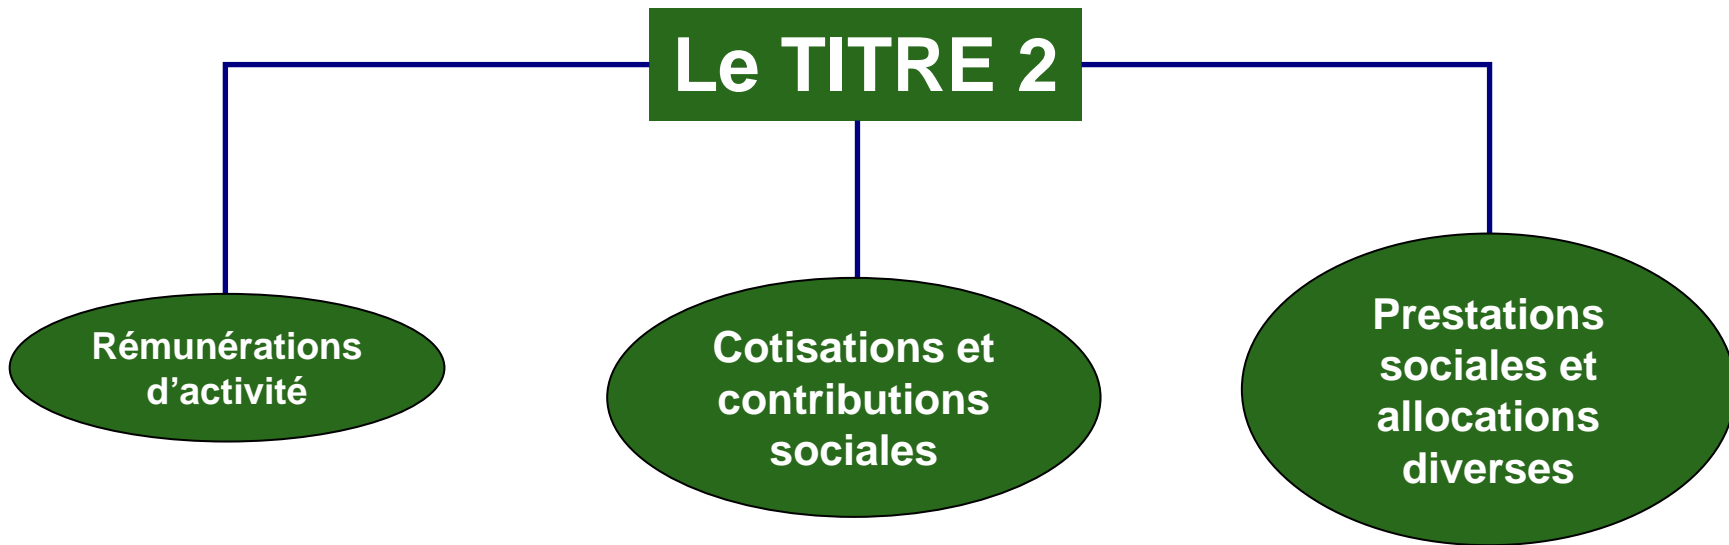 Le TITRE 2
Rémunérations
d’activité
Cotisations et
contributions
sociales
Prestations
sociales et
allocations
diverses